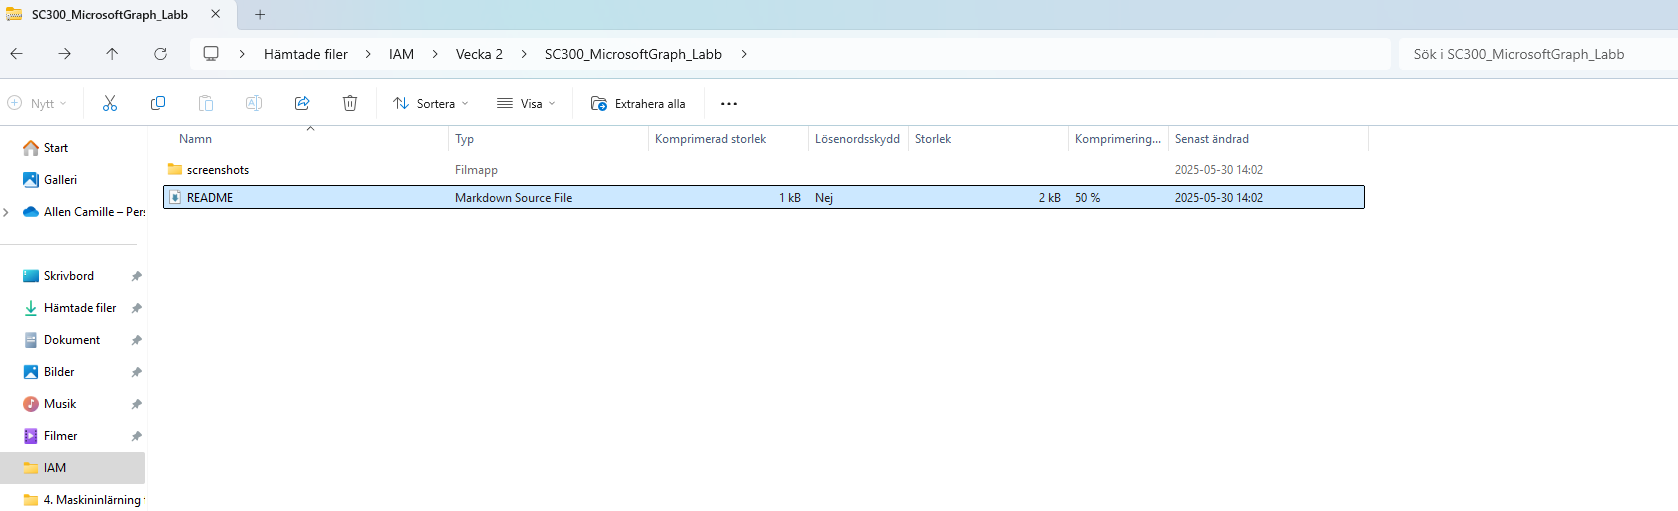 SC300_MicrosoftGraph_Labb
Hämtade filer
IAM
Vecka 2
SC300_MicrosoftGraph_Labb
Sök i SC300_MicrosoftGraph_Labb
Nytt
Sortera
Visa
Extrahera alla
Namn
Typ
Komprimerad storlek
Lösenordsskydd
Storlek
Komprimering...
Senast ändrad
screenshots
Filmapp
2025-05-30 14:02
README
Markdown Source File
1 kB
Nej
2 kB
50 %
2025-05-30 14:02
Start
Galleri
Allen Camille – Pers
Skrivbord
Hämtade filer
Dokument
Bilder
Musik
Filmer
IAM
4. Maskininlärning